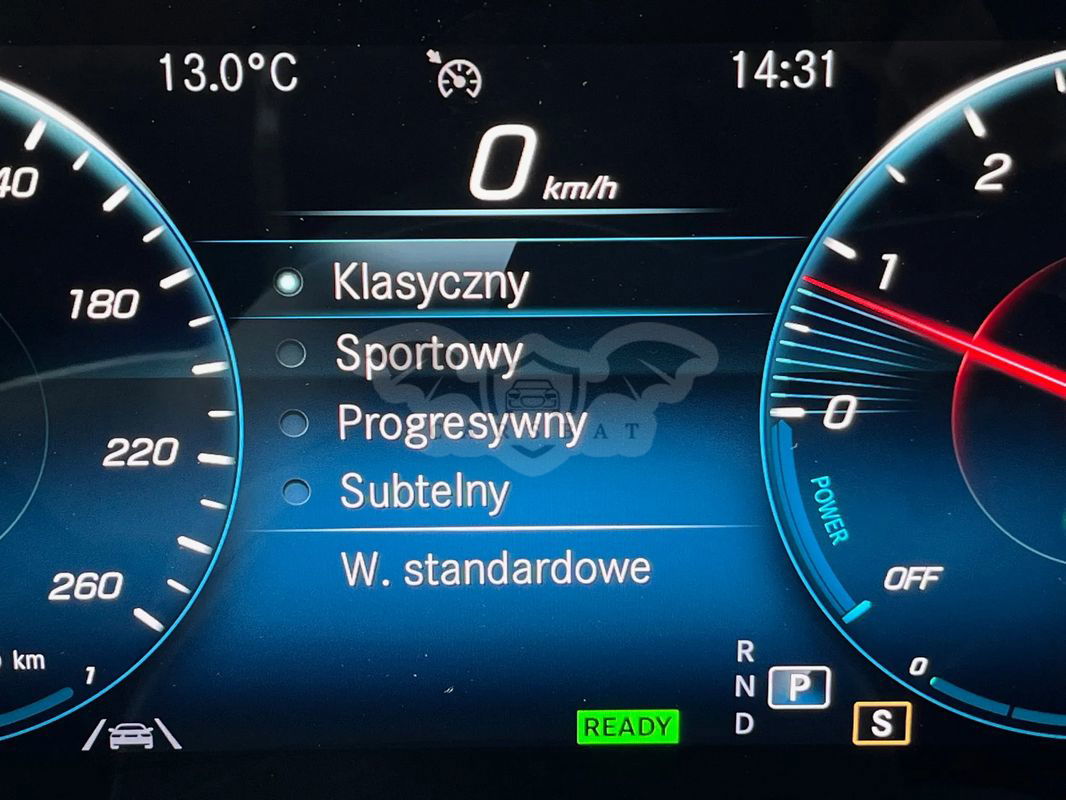 13.0°C
14:31
0 km/h
40
180
220
260
km
1
Klasyczny
Sportowy
Progresywny
Subtelny
W. standardowe
2
1
0
POWER
OFF
0
R
N P
D
S
READY